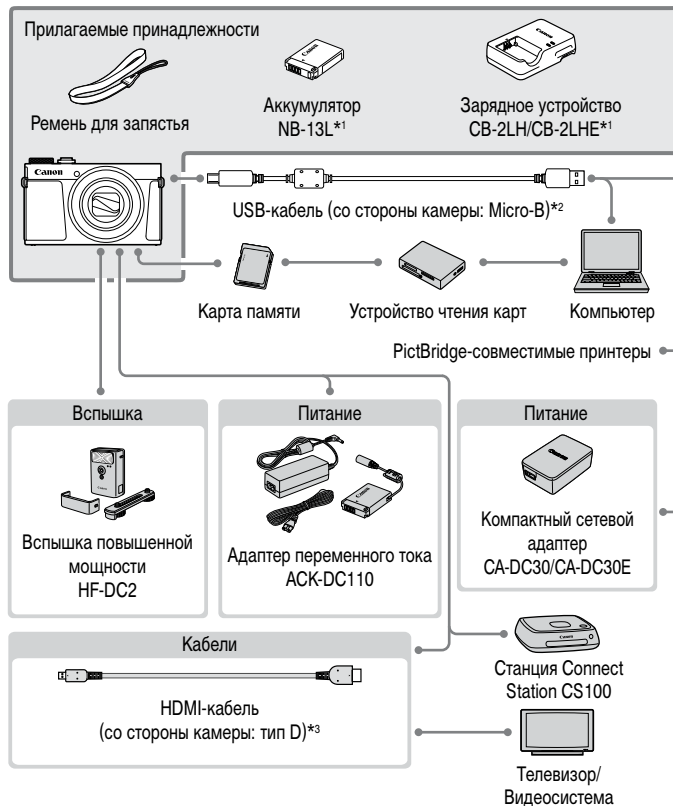 Прилагаемые принадлежности
Ремень для запястья
Canon
Аккумулятор
NB-13L*1
Зарядное устройство
CB-2LH/CB-2LHE*1
Canon
USB-кабель (со стороны камеры: Micro-B)*2
Карта памяти
Устройство чтения карт
Компьютер
PictBridge-совместимые принтеры
Вспышка
Вспышка повышенной
мощности
HF-DC2
Питание
Адаптер переменного тока
ACK-DC110
Питание
Компактный сетевой
адаптер
CA-DC30/CA-DC30E
Кабели
HDMI-кабель
(со стороны камеры: тип D)*3
Станция Connect
Station CS100
Телевизор/
Видеосистема